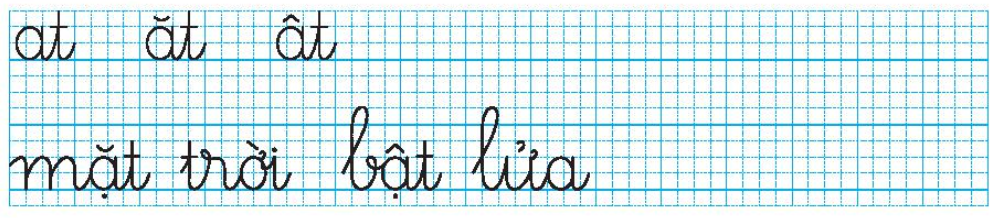 at ăt ât
mặt trời bật lửa